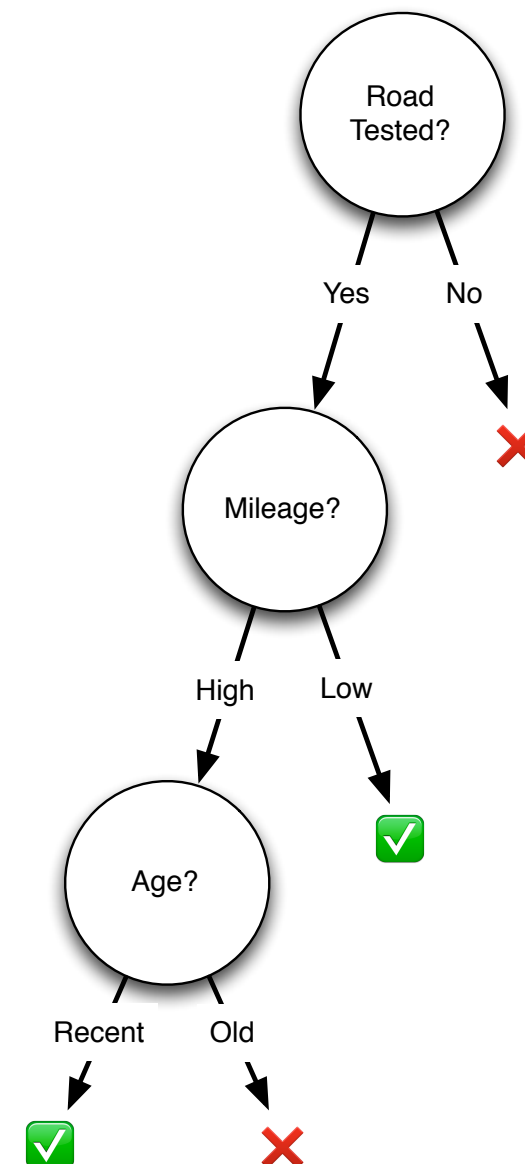 Road
Tested?
Yes
No
Mileage?
High
Low
Age?
Recent
Old